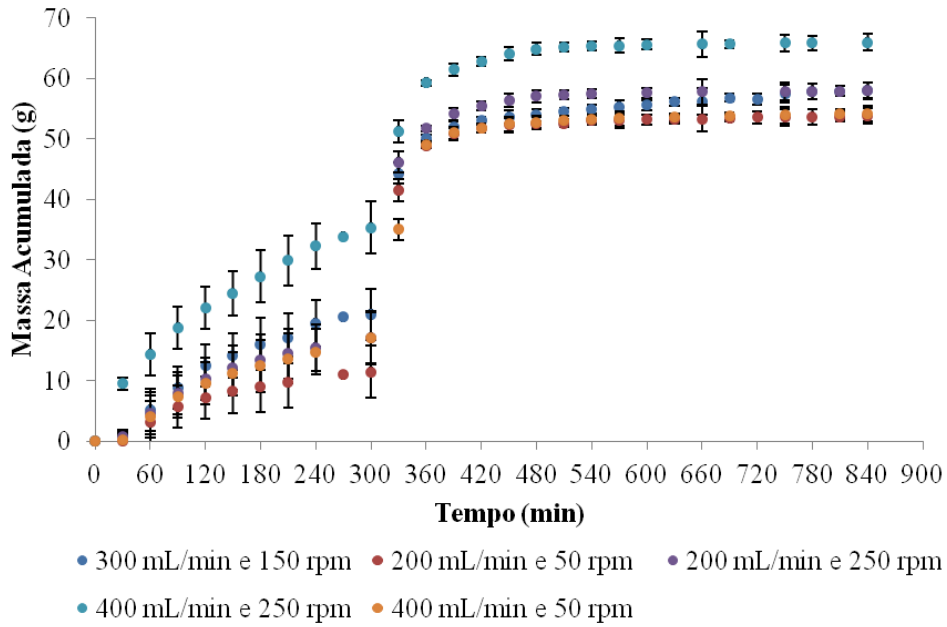 70
60
50
40
30
20
10
0
Massa Acumulada (g)
0 60 120 180 240 300 360 420 480 540 600 660 720 780 840 900
Tempo (min)
300 mL/min e 150 rpm 200 mL/min e 50 rpm 200 mL/min e 250 rpm
400 mL/min e 250 rpm 400 mL/min e 50 rpm